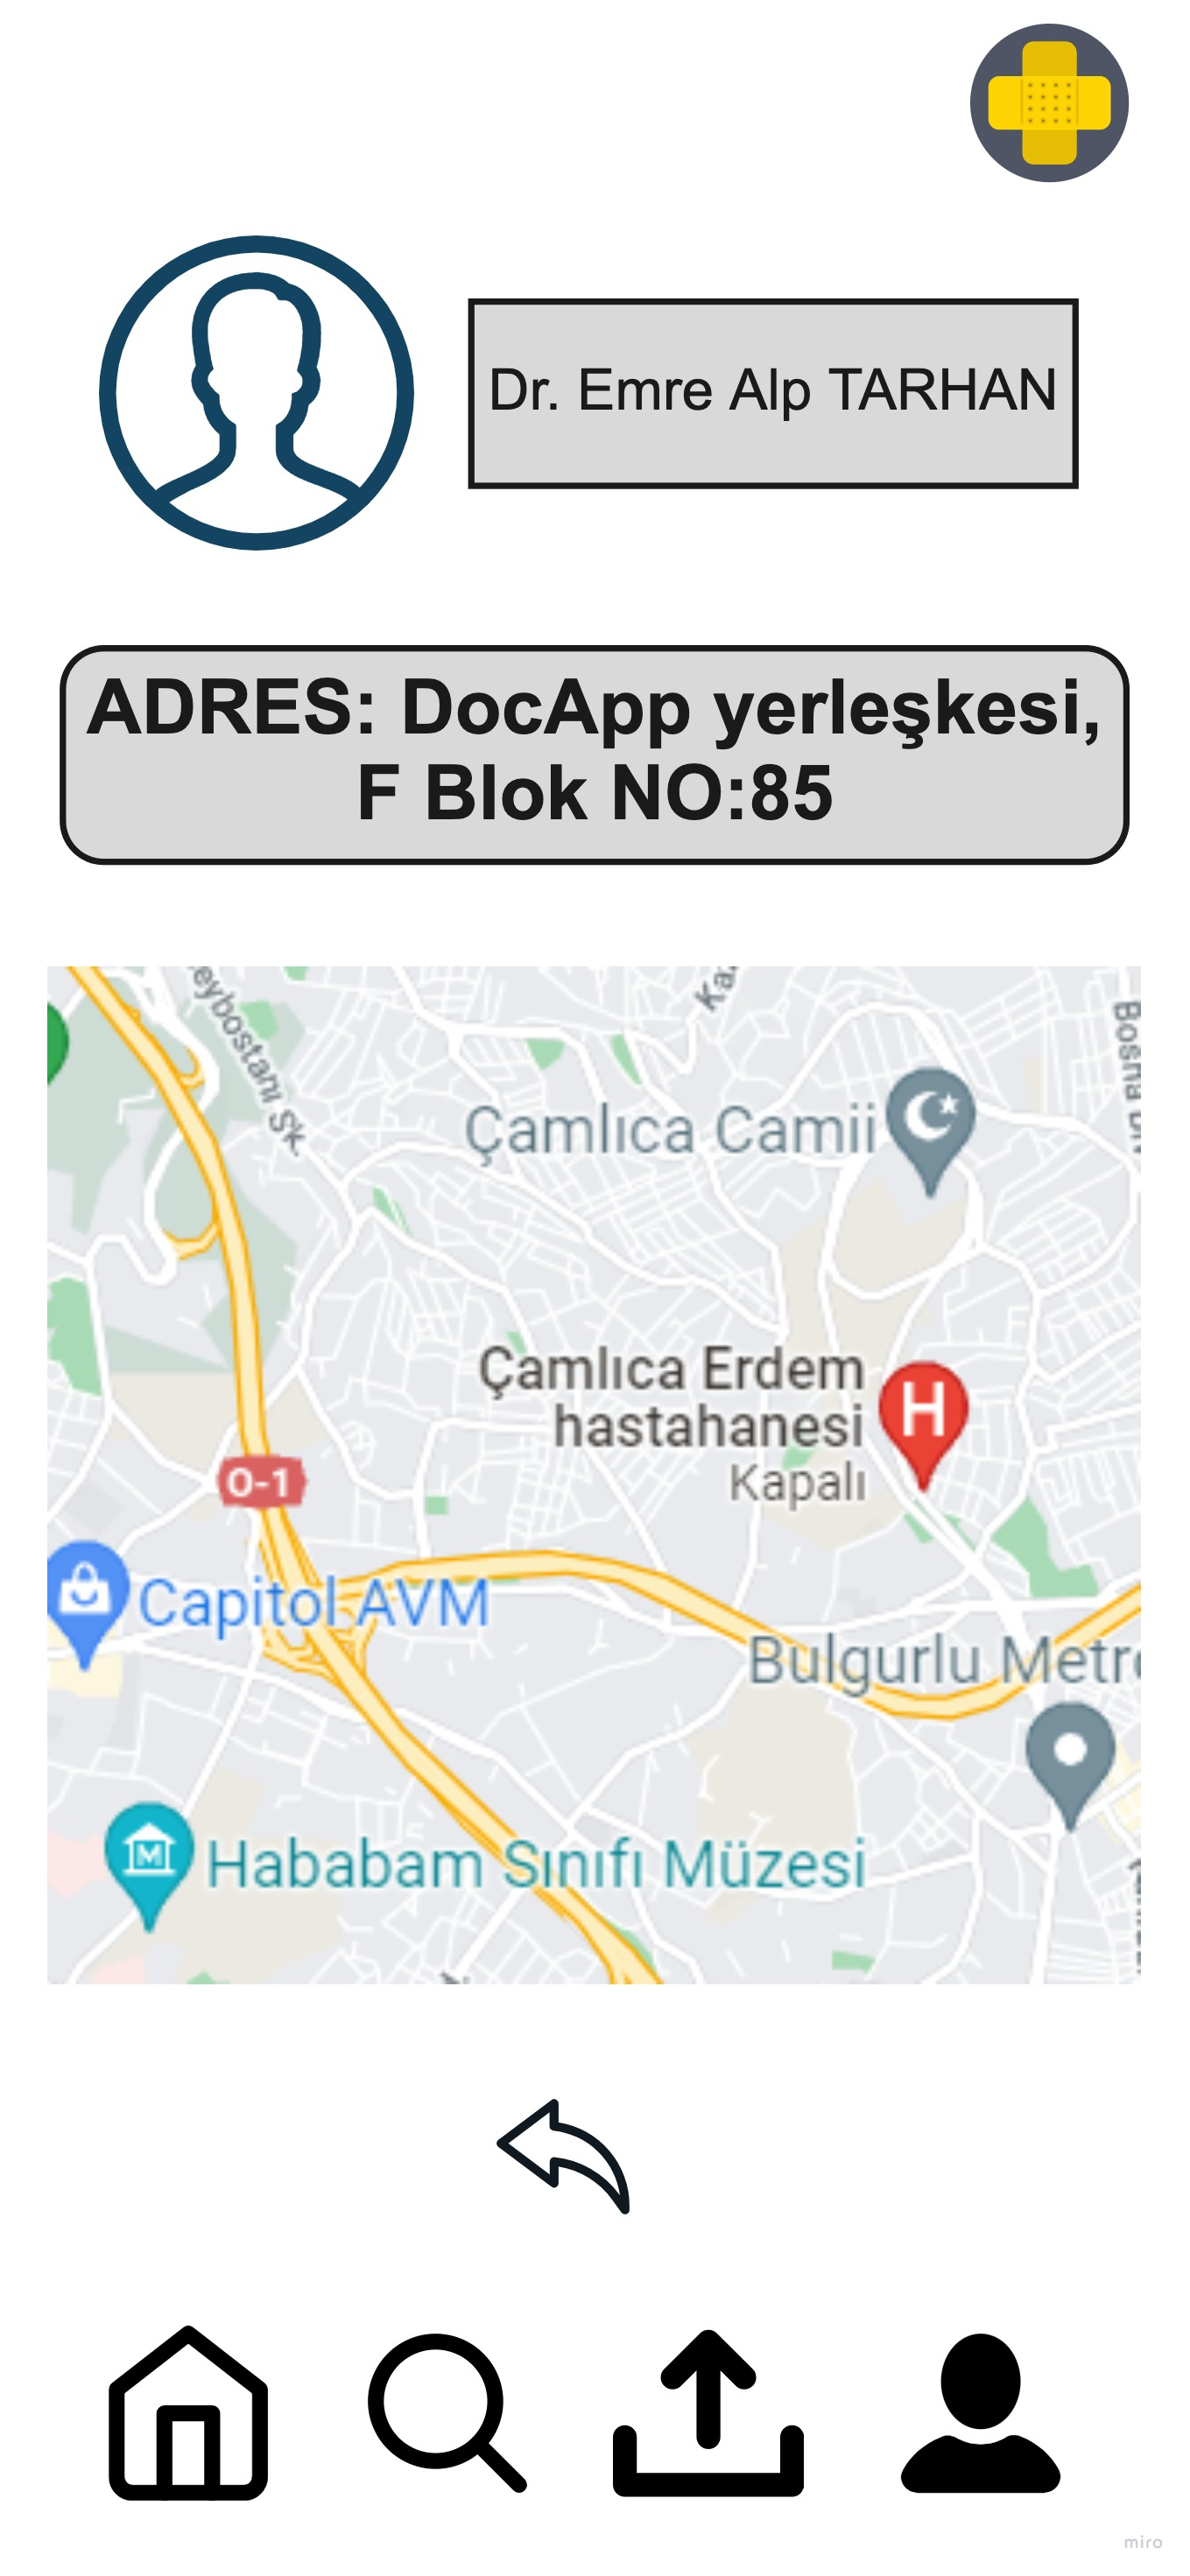 Dr. Emre Alp TARHAN
ADRES: DocApp yerleşkesi,
F Blok NO:85
Çamlıca Camii
Çamlıca Erdem
hastahanesi
Kapalı
O-1
Capitol AVM
Bulgurlu
Hababam Sınıfı Müzesi
miro